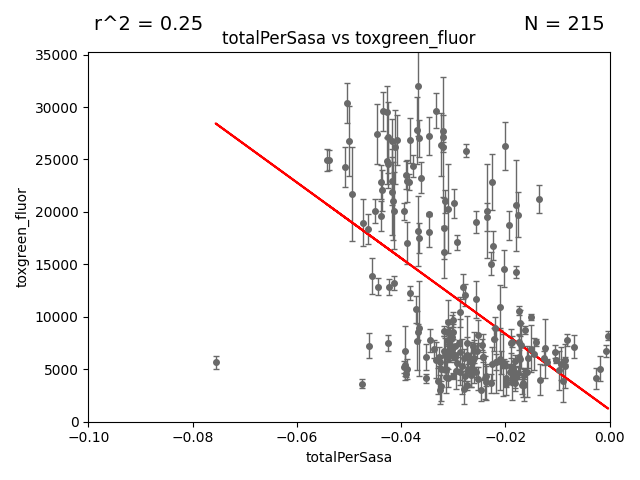 r^2 = 0.25
N = 215
totalPerSasa vs toxgreen_fluor
35000
30000
25000
20000
15000
10000
5000
0
toxgreen_fluor
−0.10
−0.08
−0.06
−0.04
−0.02
0.00
totalPerSasa